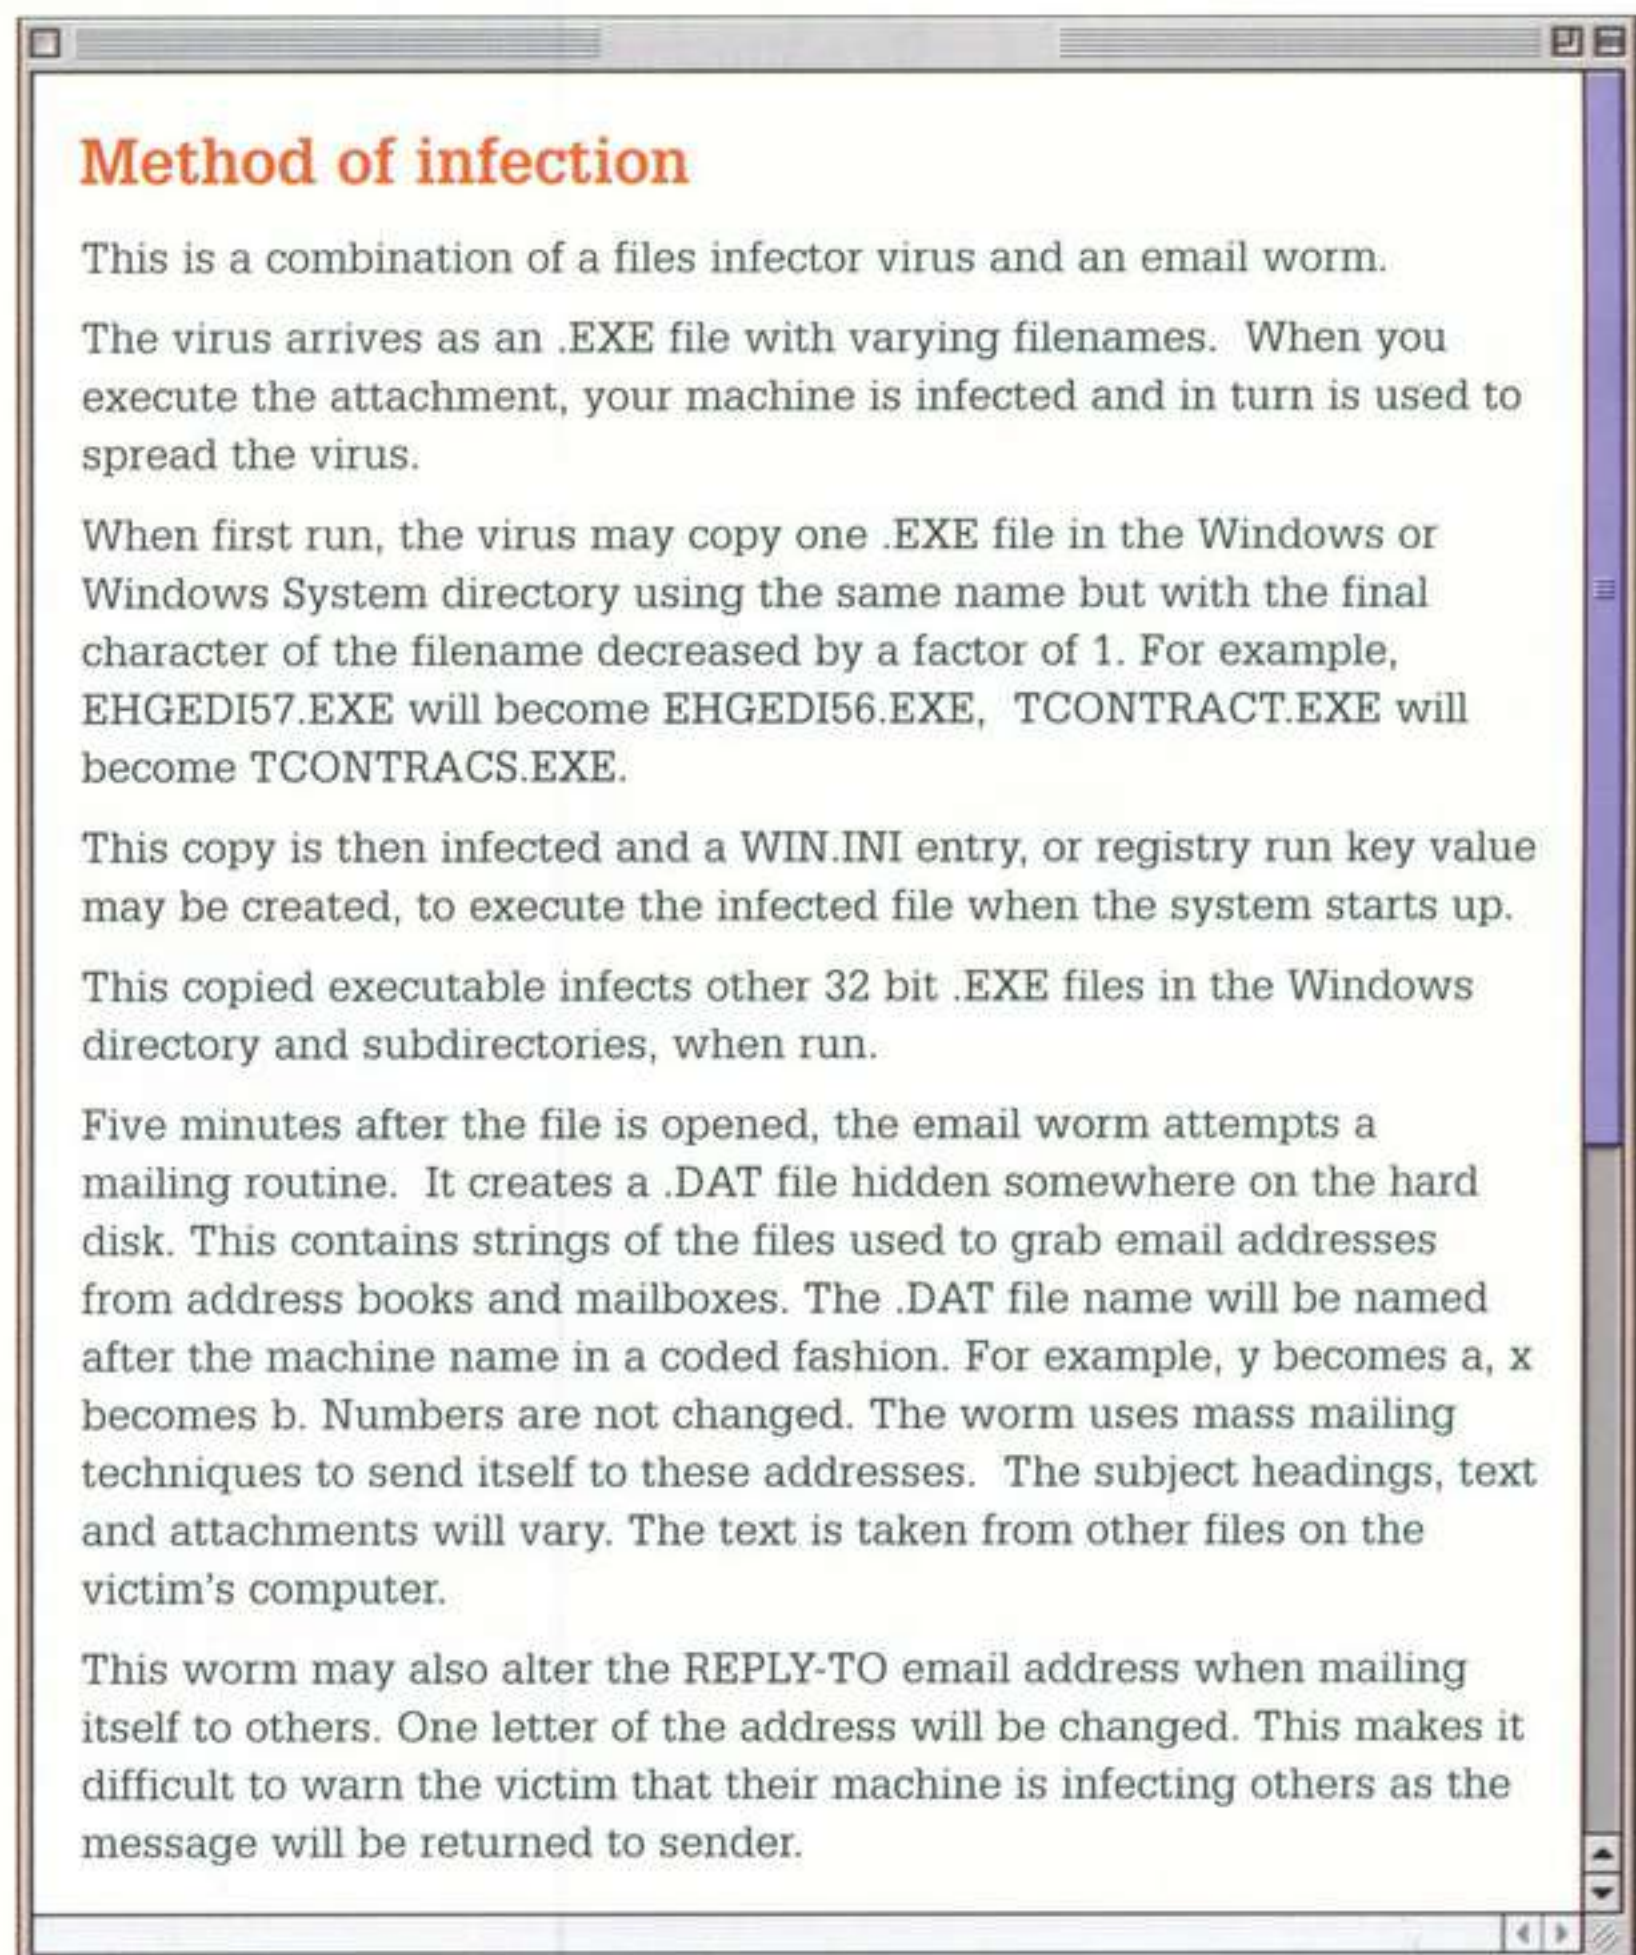 Method of infection
This is a combination of a files infector virus and an email worm.
The virus arrives as an .EXE file with varying filenames. When you
execute the attachment, your machine is infected and in turn is used to
spread the virus.
When first run, the virus may copy one .EXE file in the Windows or
Windows System directory using the same name but with the final
character of the filename decreased by a factor of 1. For example,
EHGEDI57.EXE will become EHGEDI56.EXE, TCONTRACT.EXE will
become TCONTRACS.EXE.
This copy is then infected and a WIN.INI entry, or registry run key value
may be created, to execute the infected file when the system starts up.
This copied executable infects other 32 bit .EXE files in the Windows
directory and subdirectories, when run.
Five minutes after the file is opened, the email worm attempts a
mailing routine. It creates a .DAT file hidden somewhere on the hard
disk. This contains strings of the files used to grab email addresses
from address books and mailboxes. The .DAT file name will be named
after the machine name in a coded fashion. For example, y becomes a, x
becomes b. Numbers are not changed. The worm uses mass mailing
techniques to send itself to these addresses. The subject headings, text
and attachments will vary. The text is taken from other files on the
victim's computer.
This worm may also alter the REPLY-TO email address when mailing
itself to others. One letter of the address will be changed. This makes it
difficult to warn the victim that their machine is infecting others as the
message will be returned to sender.